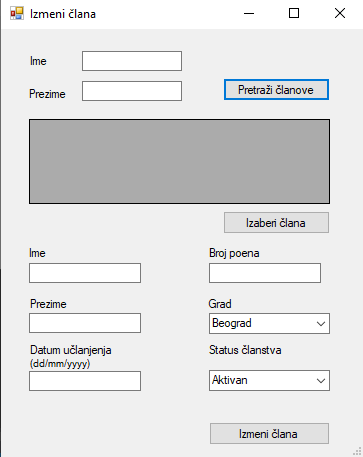 Izmeni člana
Ime
Prezime
Pretraži članove
Izaberi člana
Ime
Broj poena
Prezime
Grad
Beograd
Datum učlanjenja
(dd/mm/yyyy)
Status članstva
Aktivan
Izmeni člana